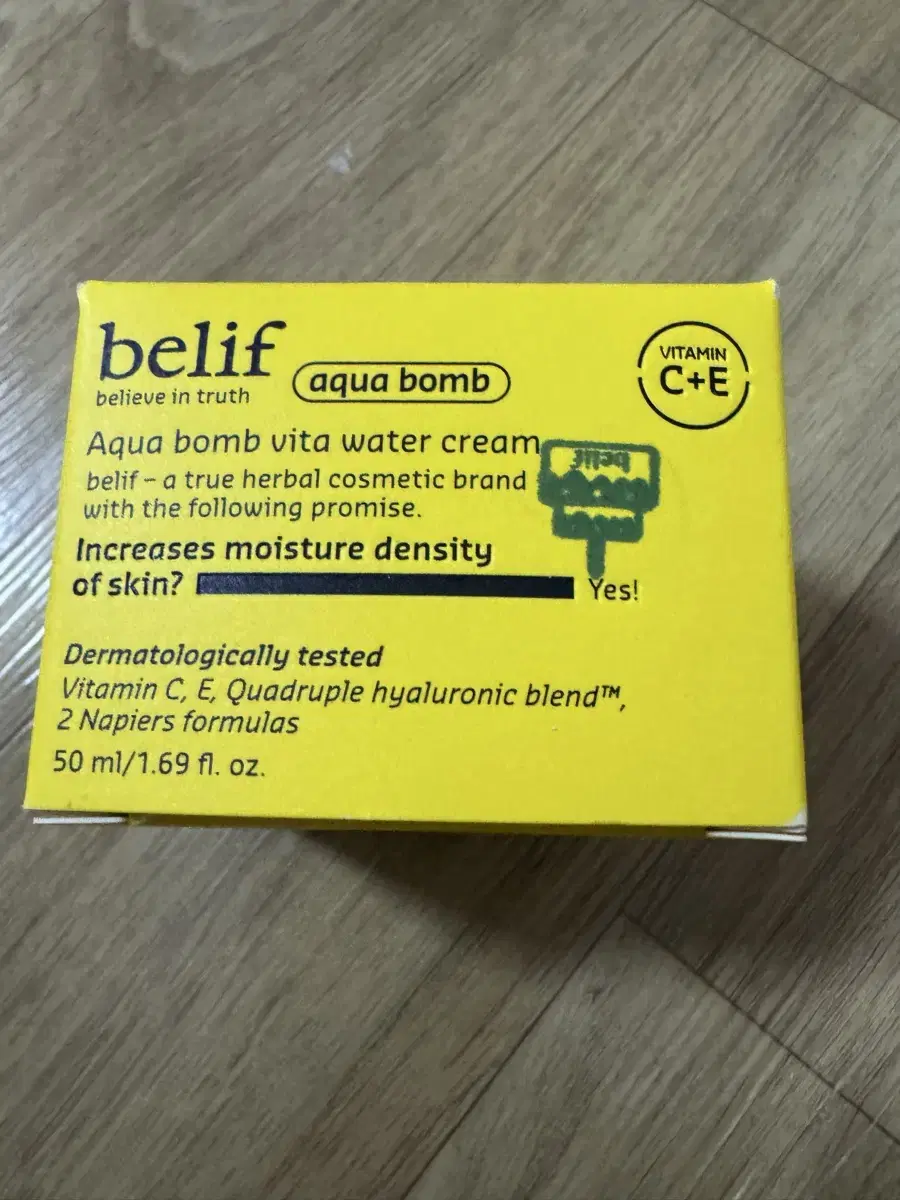 belif
believe in truth
aqua bomb
VITAMIN
C+E
Aqua bomb vita water cream
belif – a true herbal cosmetic brand
with the following promise.
Increases moisture density
of skin? Yes!
Dermatologically tested
Vitamin C, E, Quadruple hyaluronic blend™,
2 Napiers formulas
50 ml/1.69 fl. oz.